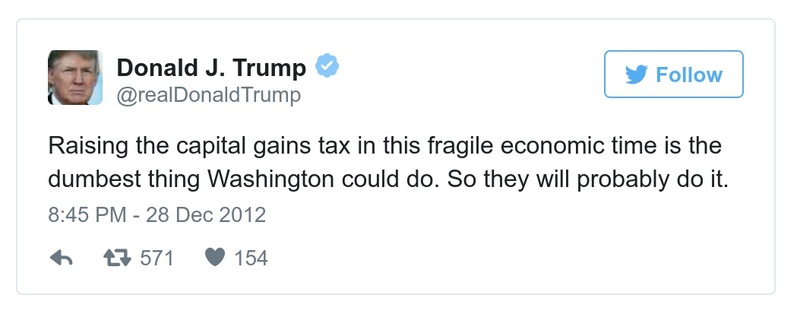 Donald J. Trump
@realDonaldTrump
Follow
Raising the capital gains tax in this fragile economic time is the
dumbest thing Washington could do. So they will probably do it.
8:45 PM - 28 Dec 2012
571 154